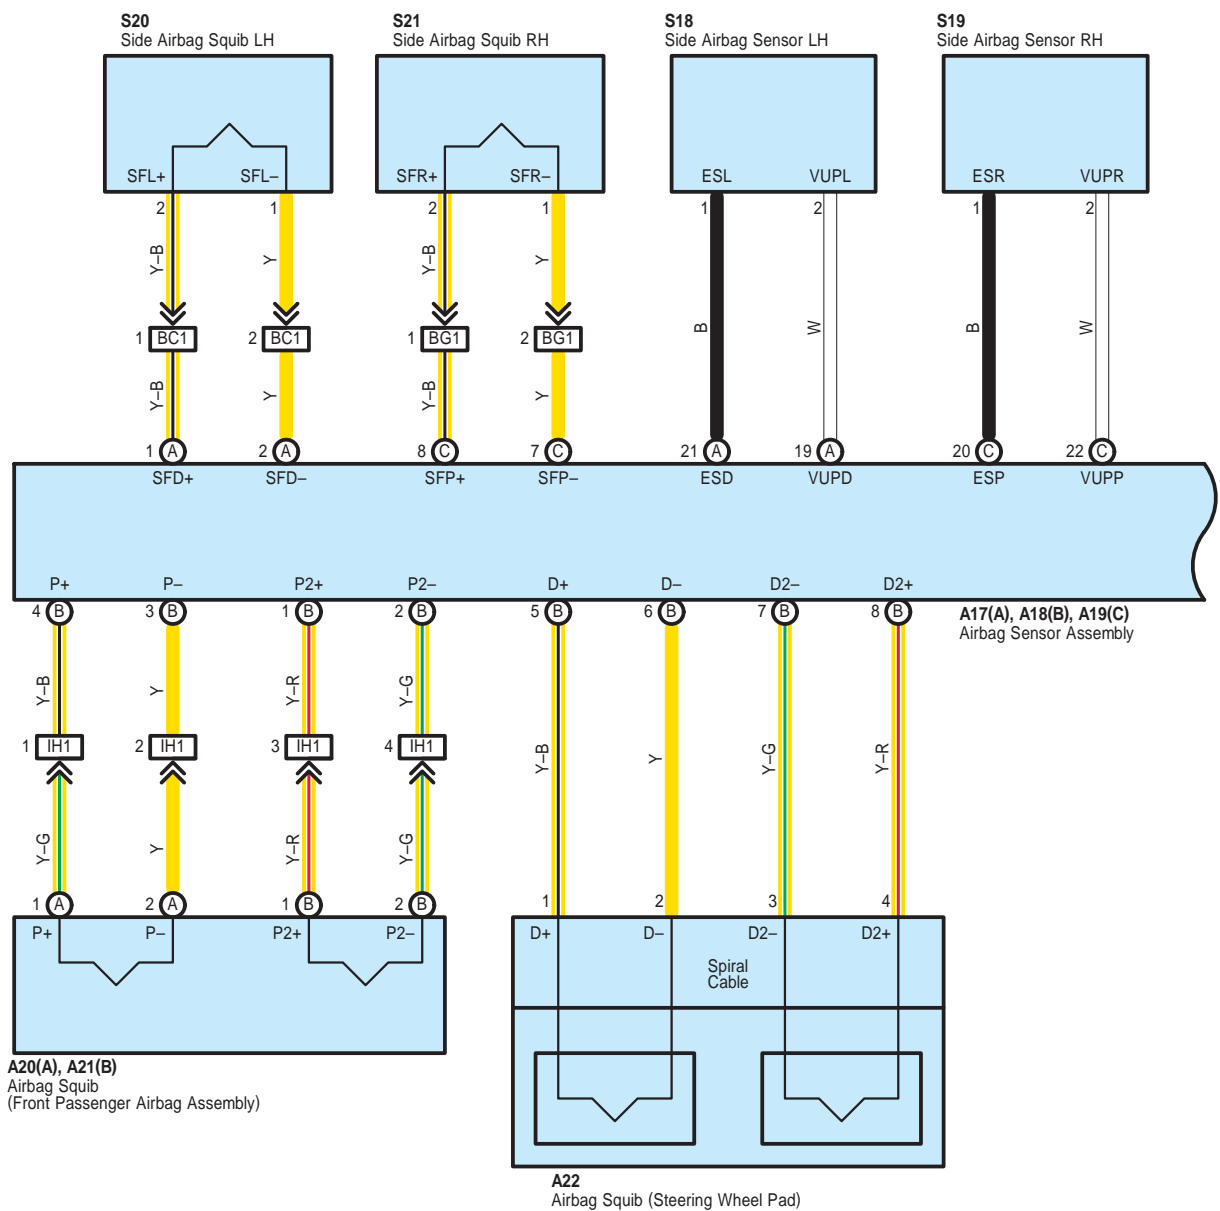 S20
Side Airbag Squib LH
S21
Side Airbag Squib RH
S18
Side Airbag Sensor LH
S19
Side Airbag Sensor RH
SFL+ SFL– SFR+ SFR– ESL VUPL ESR VUPR
2 1 2 1 1 2 1 2
Y–B Y Y–B Y B W B W
1 BC1 2 BC1 1 BG1 2 BG1
Y–B Y Y–B Y
1 A 2 A 8 C 7 C 21 A 19 A 20 C 22 C
SFD+ SFD– SFP+ SFP– ESD VUPD ESP VUPP
P+ P– P2+ P2– D+ D– D2– D2+
4 B 3 B 1 B 2 B 5 B 6 B 7 B 8 B
A17(A), A18(B), A19(C)
Airbag Sensor Assembly
Y–B Y Y–R Y–G
1 IH1 2 IH1 3 IH1 4 IH1
Y–B Y Y–G Y–R
Y–G Y Y–R Y–G
1 A 2 A 1 B 2 B 1 2 3 4
P+ P– P2+ P2– D+ D– D2– D2+
Spiral
Cable
A20(A), A21(B)
Airbag Squib
(Front Passenger Airbag Assembly)
A22
Airbag Squib (Steering Wheel Pad)